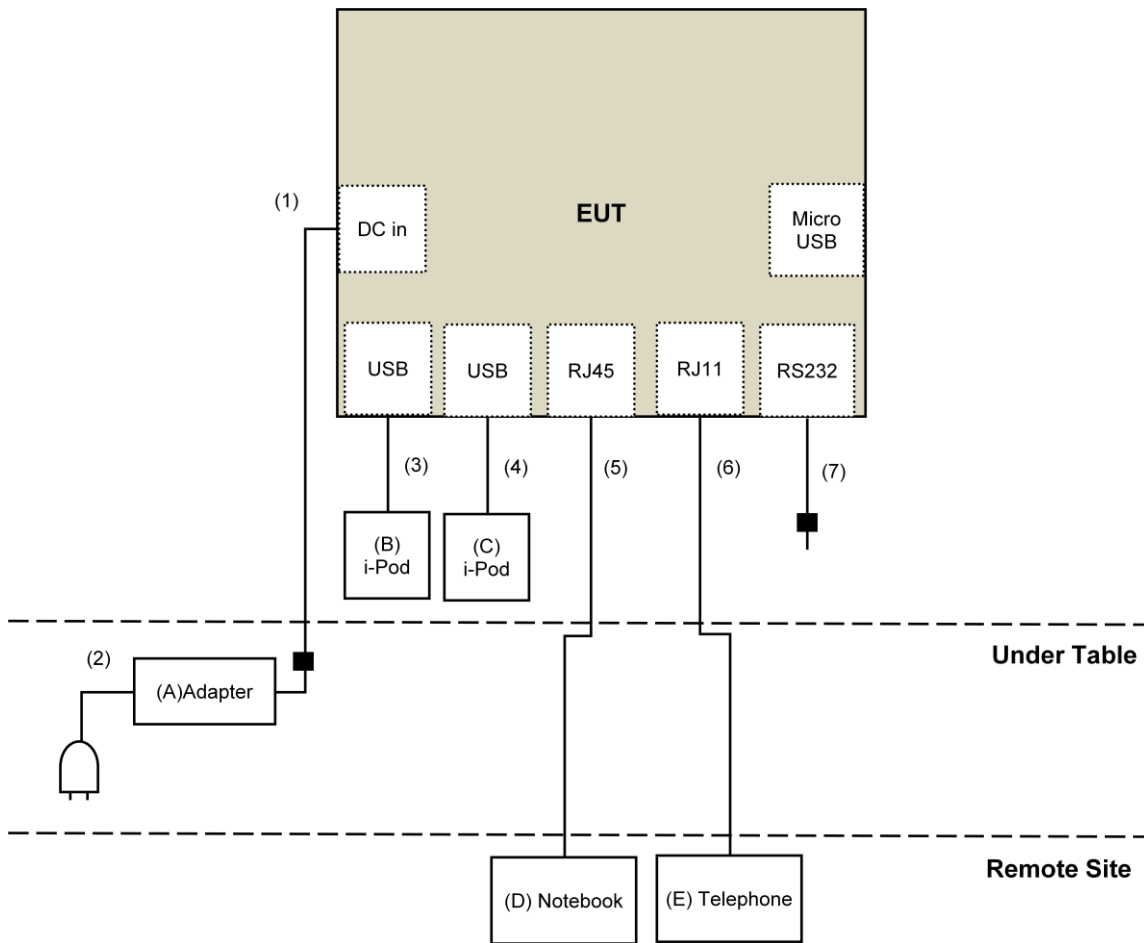 (1)
DC in
EUT
Micro
USB
USB
USB
RJ45
RJ11
RS232
(3)
(4)
(5)
(6)
(7)
(B)
i-Pod
(C)
i-Pod
Under Table
(2)
(A)Adapter
Remote Site
(D) Notebook
(E) Telephone